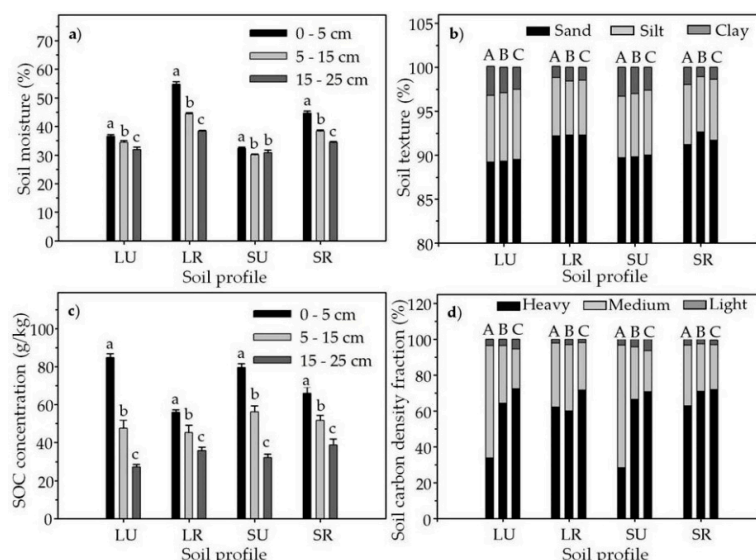 a)
0 - 5 cm
5 - 15 cm
15 - 25 cm
70
60
50
40
30
20
10
0
Soil moisture (%)
a b c
a b c
a b b
a b c
LU LR SU SR
Soil profile
b)
Sand Silt Clay
105
100
95
90
85
80
Soil texture (%)
A B C A B C A B C A B C
LU LR SU SR
Soil profile
c)
0 - 5 cm
5 - 15 cm
15 - 25 cm
100
80
60
40
20
0
SOC concentration (g/kg)
a b c
a b c
a b c
a b c
LU LR SU SR
Soil profile
d)
Heavy Medium Light
120
100
80
60
40
20
0
Soil carbon density fraction (%)
A B C A B C A B C A B C
LU LR SU SR
Soil profile